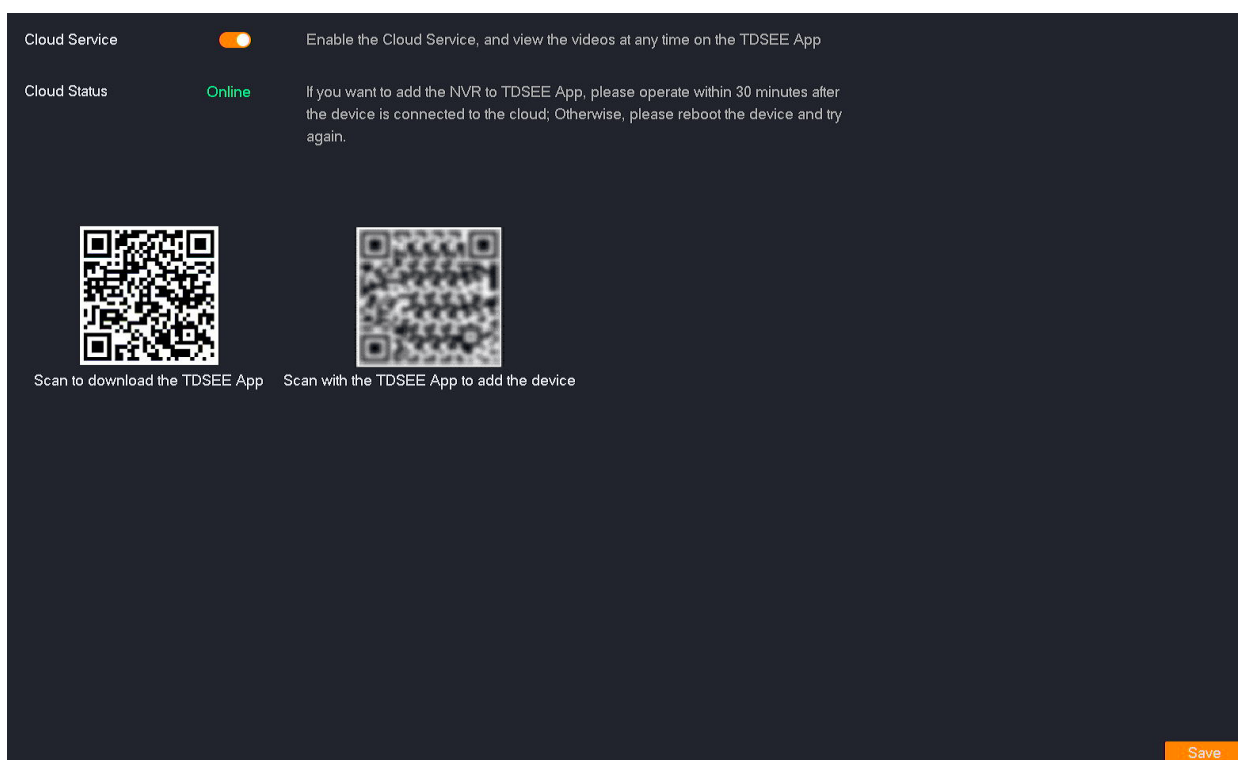 Cloud Service
Enable the Cloud Service, and view the videos at any time on the TDSEE App
Cloud Status
Online
If you want to add the NVR to TDSEE App, please operate within 30 minutes after
the device is connected to the cloud; Otherwise, please reboot the device and try
again.
Scan to download the TDSEE App
Scan with the TDSEE App to add the device
Save